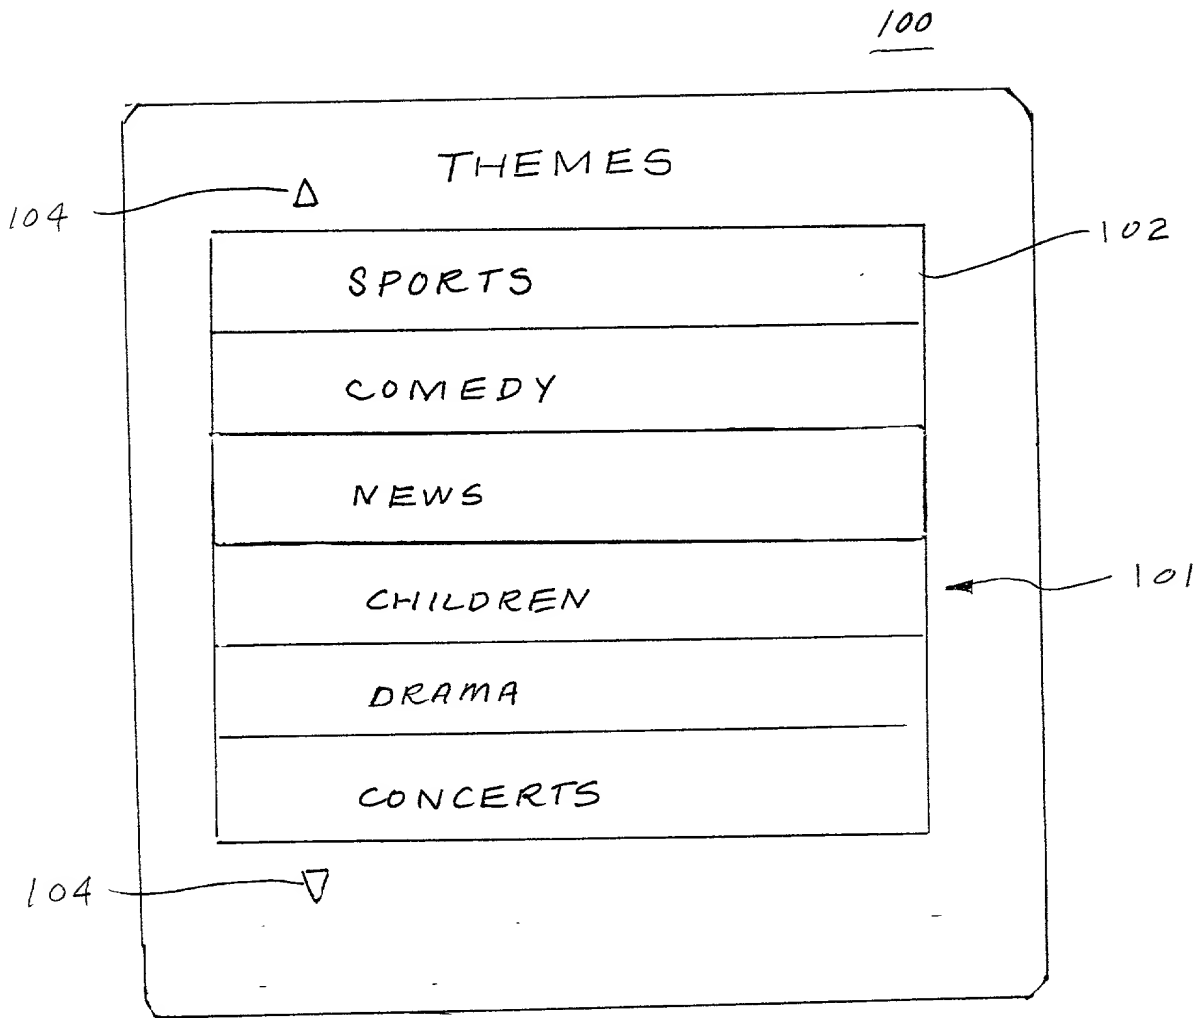 100
THEMES
104
102
SPORTS
COMEDY
NEWS
101
CHILDREN
DRAMA
CONCERTS
104